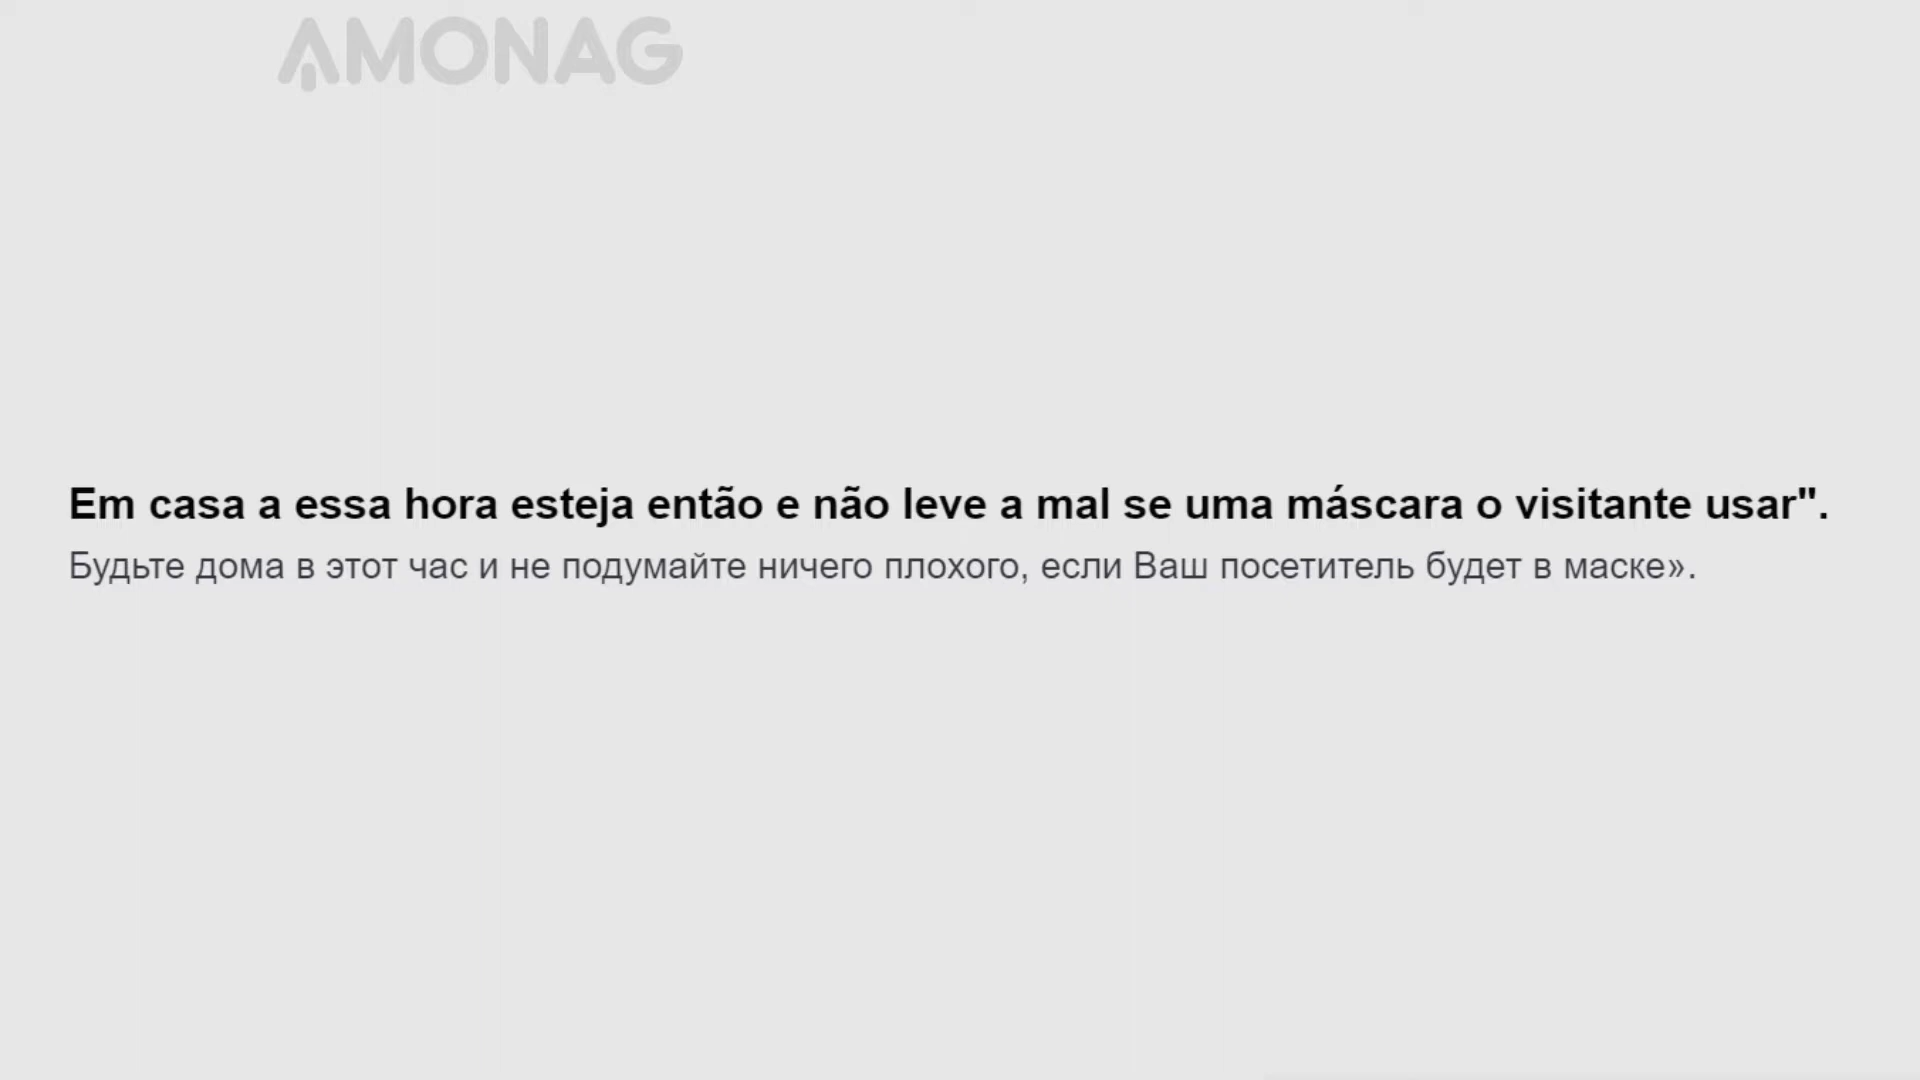 AMONAG
Em casa a essa hora esteja então e não leve a mal se uma máscara o visitante usar".
Будьте дома в этот час и не подумайте ничего плохого, если Ваш посетитель будет в маске».